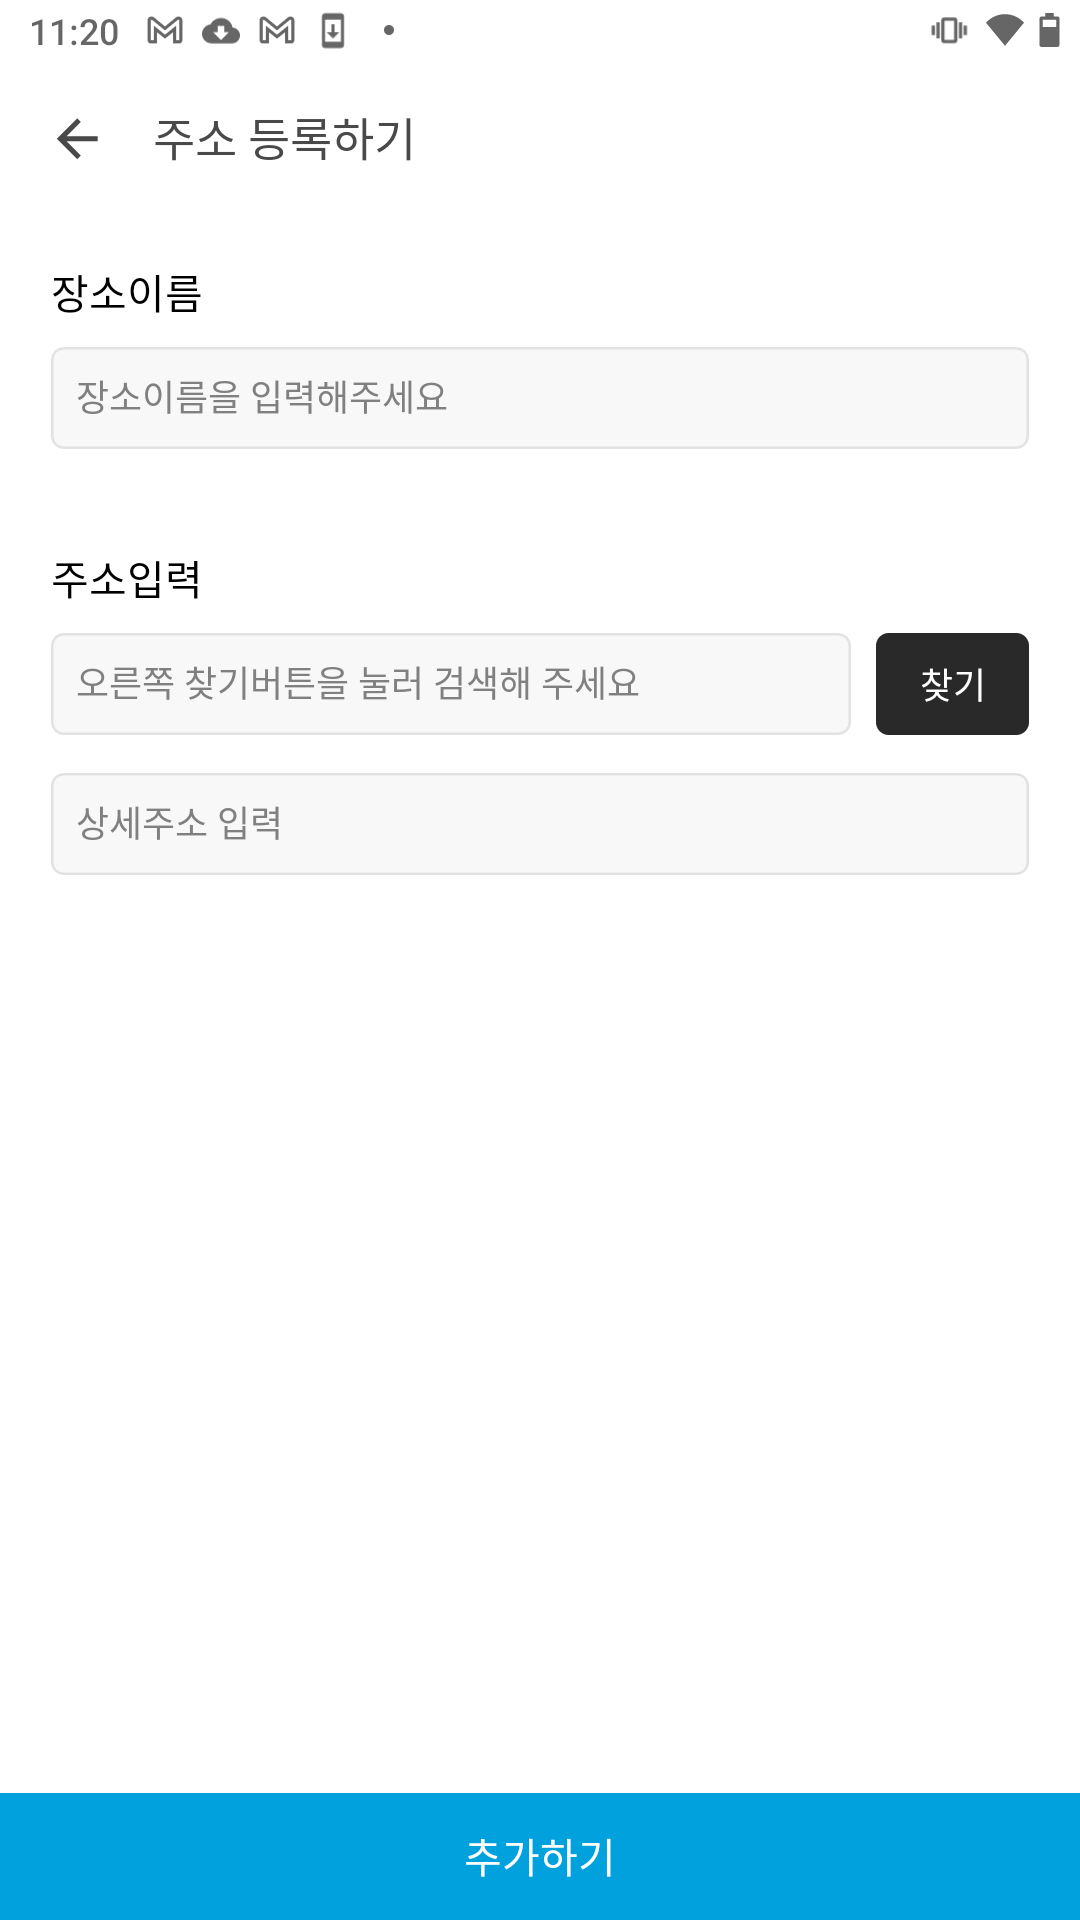 11:20
주소 등록하기
장소이름
장소이름을 입력해주세요
주소입력
오른쪽 찾기버튼을 눌러 검색해 주세요
찾기
상세주소 입력
추가하기